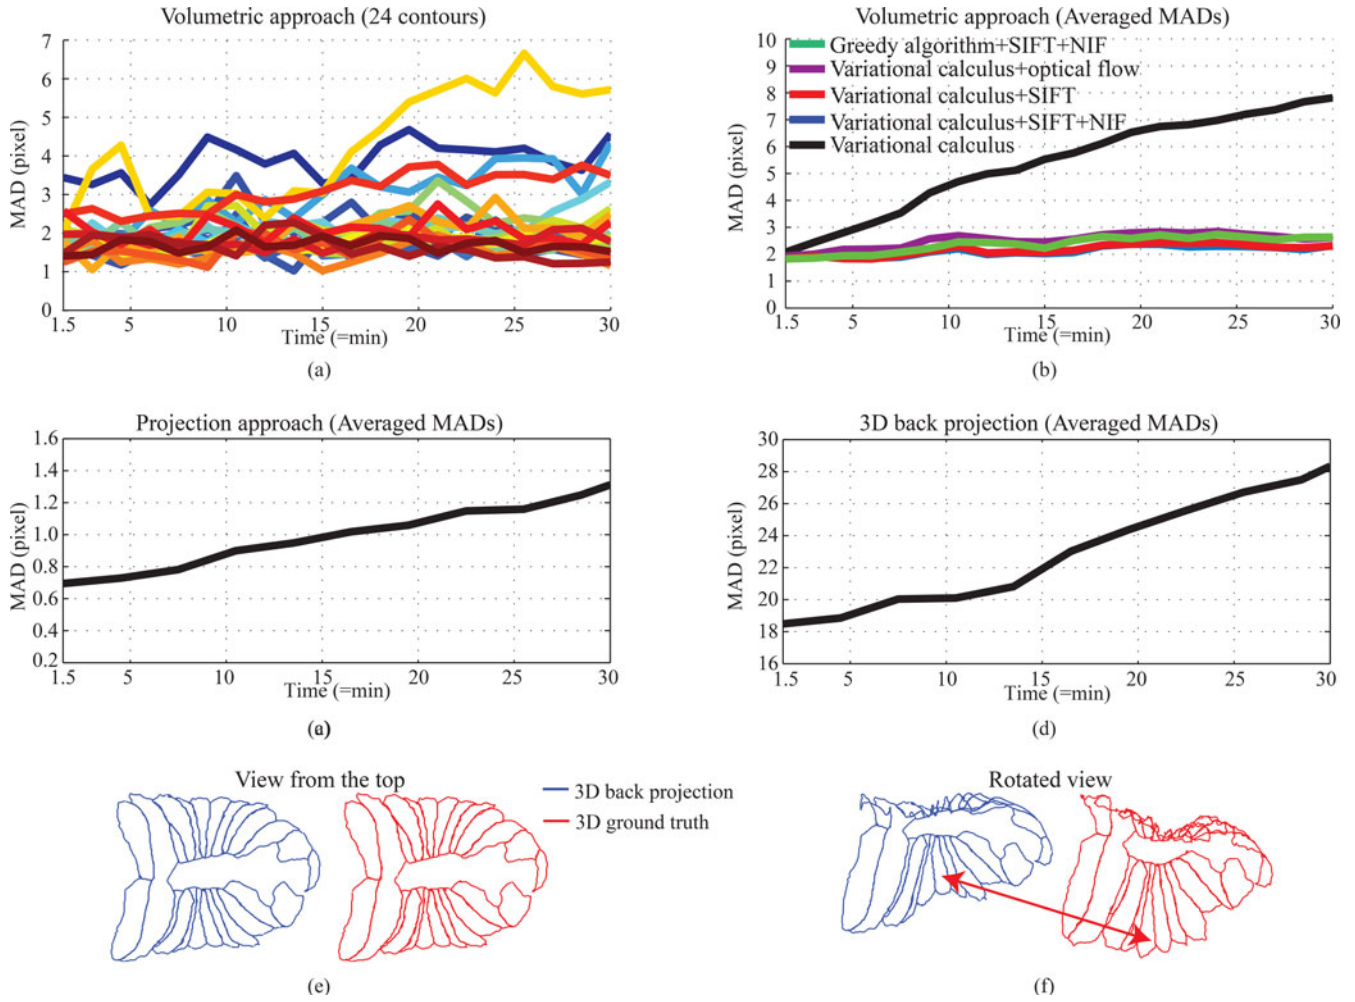 Volumetric approach (24 contours)
MAD (pixel)
7
6
5
4
3
2
1
0
1.5 5 10 15 20 25 30
Time (=min)
(a)
Volumetric approach (Averaged MADs)
MAD (pixel)
10
9
8
7
6
5
4
3
2
1
0
Greedy algorithm+SIFT+NIF
Variational calculus+optical flow
Variational calculus+SIFT
Variational calculus+SIFT+NIF
Variational calculus
1.5 5 10 15 20 25 30
Time (=min)
(b)
Projection approach (Averaged MADs)
MAD (pixel)
1.6
1.4
1.2
1.0
0.8
0.6
0.4
0.2
1.5 5 10 15 20 25 30
Time (=min)
3D back projection (Averaged MADs)
MAD (pixel)
30
28
26
24
22
20
18
16
1.5 5 10 15 20 25 30
Time (=min)
(d)
View from the top
3D back projection
3D ground truth
(e)
Rotated view
(f)